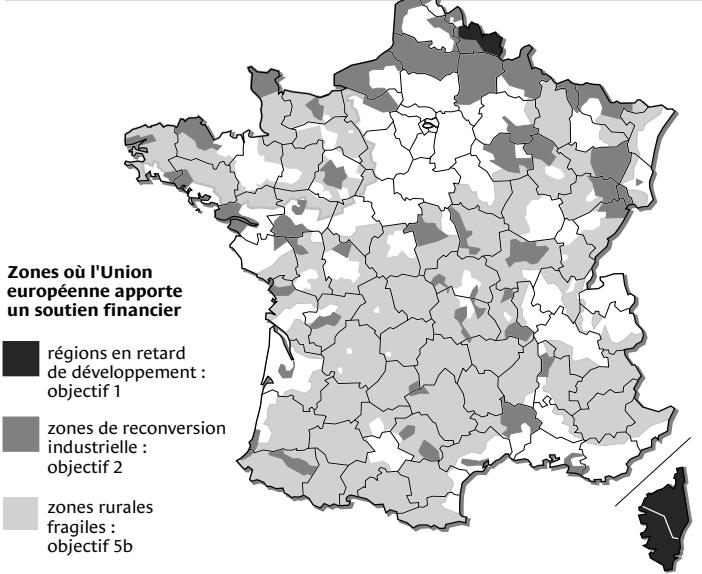 Zones où l'Union
européenne apporte
un soutien financier
régions en retard
de développement :
objectif 1
zones de reconversion
industrielle :
objectif 2
zones rurales
fragiles :
objectif 5b